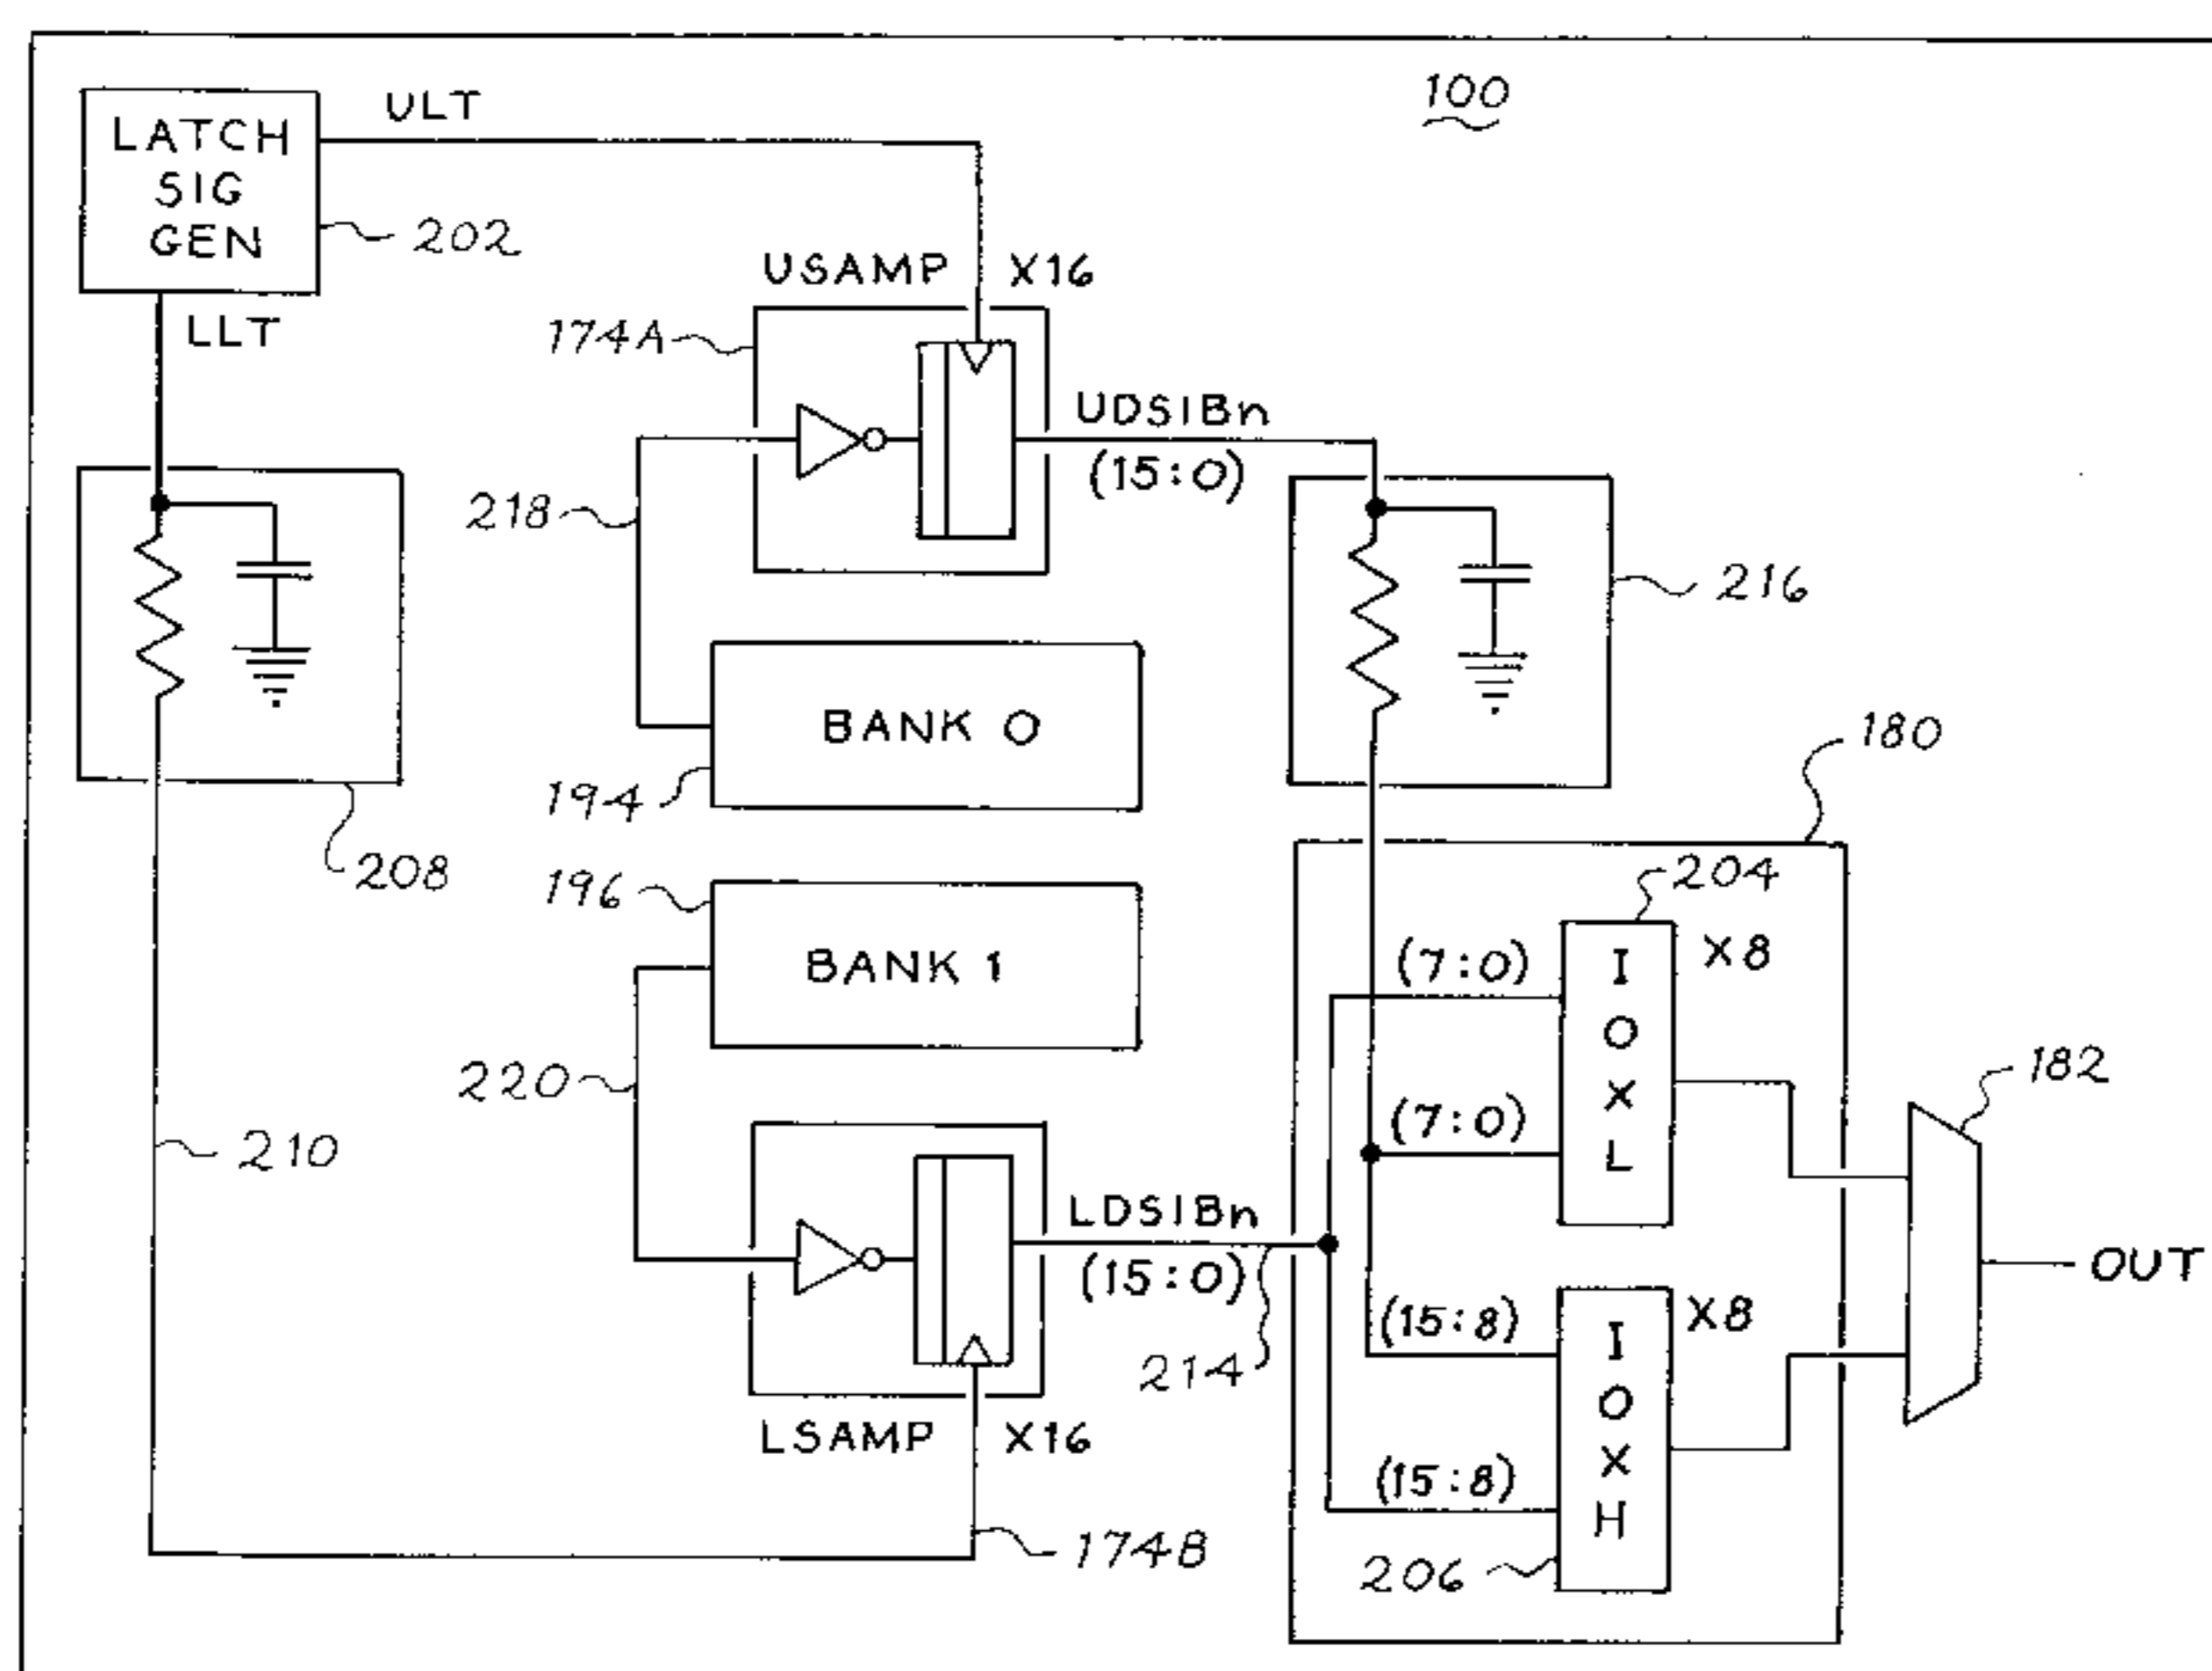 100
ULT
LATCH
SIG
GEN
202
LLT
USAMP X16
174A
UDSIBn
(15:0)
218
216
BANK 0
194
180
208
196
204
BANK 1
(7:0)
X8
I
O
X
L
220
182
(7:0)
210
LDSIBn
(15:0)
OUT
(15:8)
X8
I
O
X
H
214
LSAMP X16
(15:8)
174B
206